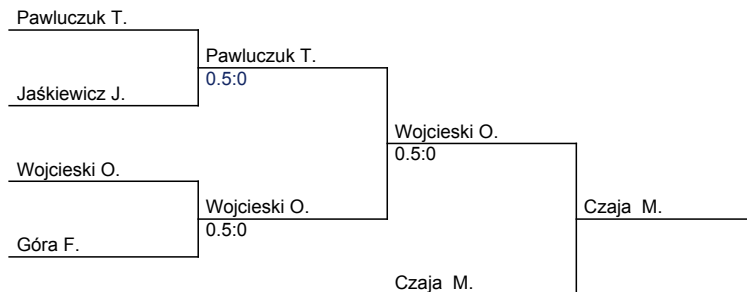 Pawluczuk T.
Pawluczuk T.
0.5:0
Jaśkiewicz J.
Wojcieski O.
0.5:0
Wojcieski O.
Wojcieski O.
0.5:0
Czaja M.
Góra F.
Czaja M.